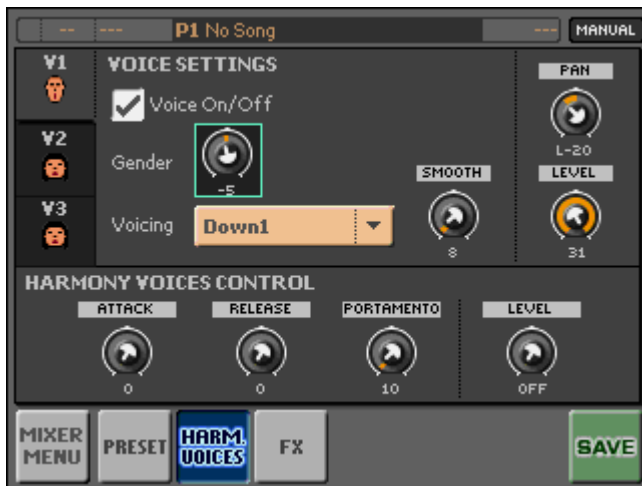 -- --- P1 No Song --- MANUAL
V1 VOICE SETTINGS PAN
Voice On/Off
L-20
V2
Gender SMOOTH LEVEL
-5
V3
Voicing Down1
8 31
HARMONY VOICES CONTROL
ATTACK RELEASE PORTAMENTO LEVEL
0 0 10 OFF
MIXER MENU PRESET HARM. VOICES FX SAVE